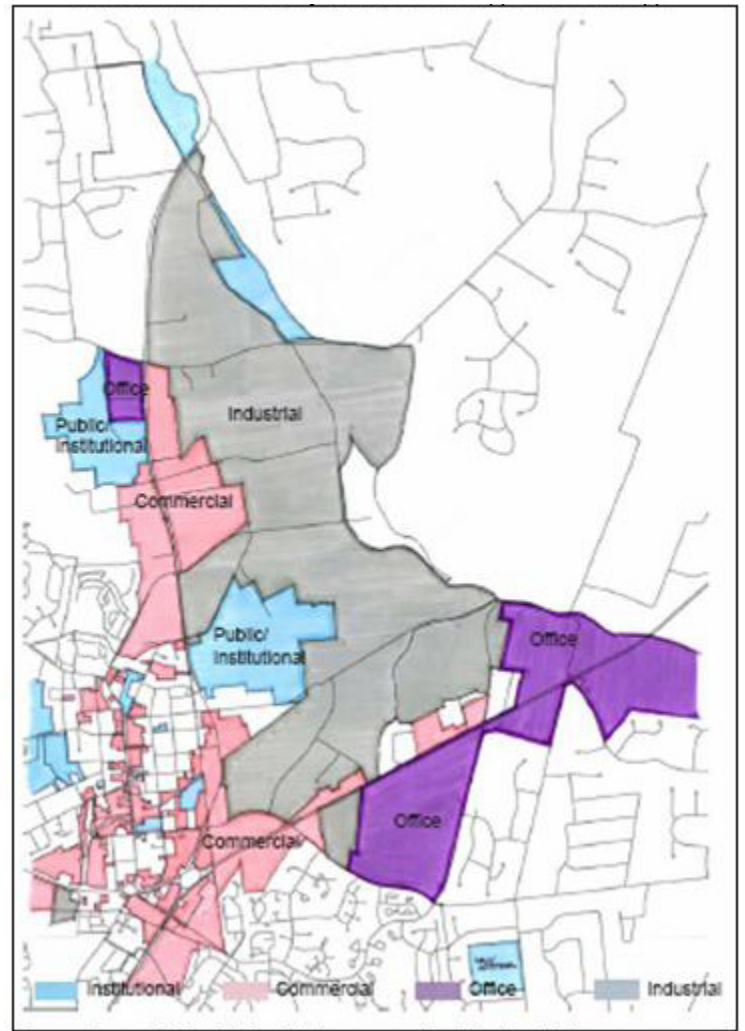 Office
Public/
Institutional
Industrial
Commercial
Public/
Institutional
Office
Office
Commercial
Institutional
Commercial
Office
Industrial